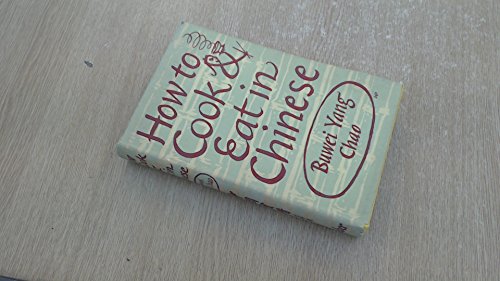 How to
Cook &
Eat in
Chinese
Buwei Yang
Chao